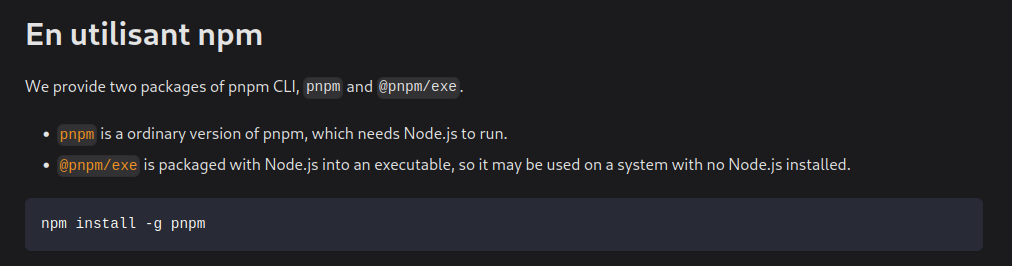 En utilisant npm
We provide two packages of pnpm CLI, pnpm and @pnpm/exe.
• pnpm is a ordinary version of pnpm, which needs Node.js to run.
• @pnpm/exe is packaged with Node.js into an executable, so it may be used on a system with no Node.js installed.
npm install -g pnpm